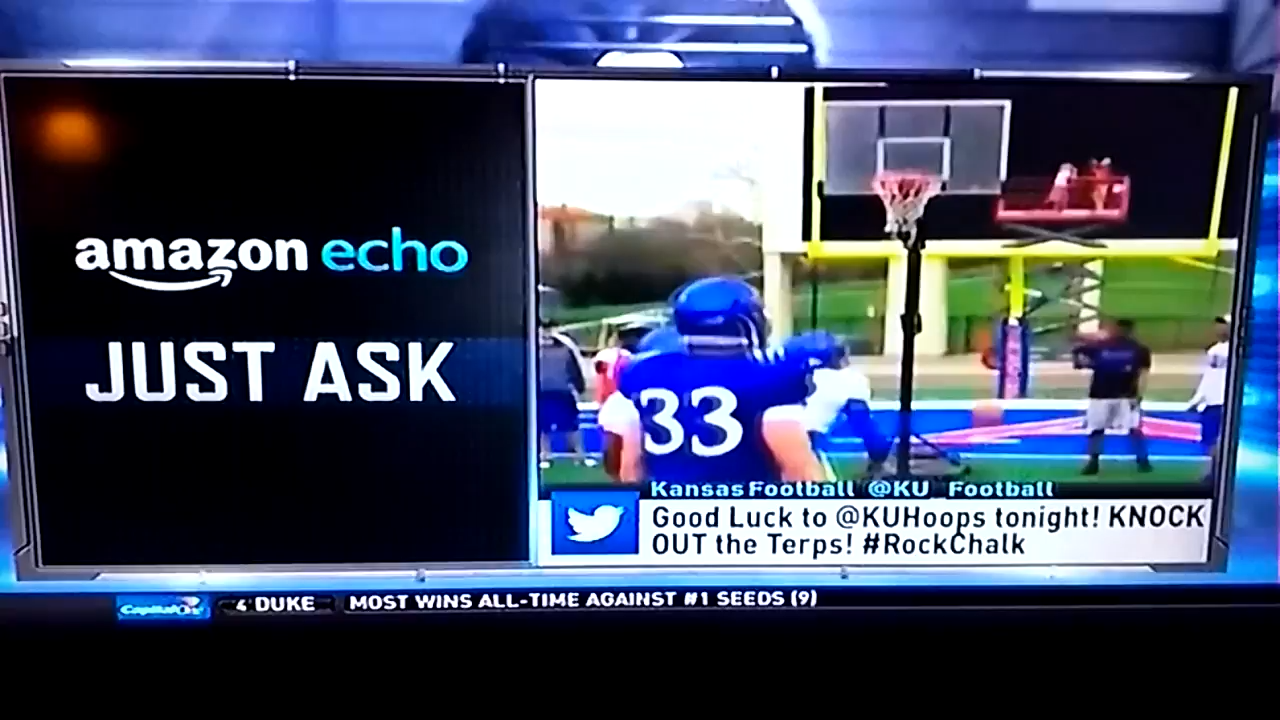 amazon echo
JUST ASK
33
Kansas Football @KU_Football
Good Luck to @KUHoops tonight! KNOCK
OUT the Terps! #RockChalk
CapitalOne 4 DUKE MOST WINS ALL-TIME AGAINST #1 SEEDS (9)